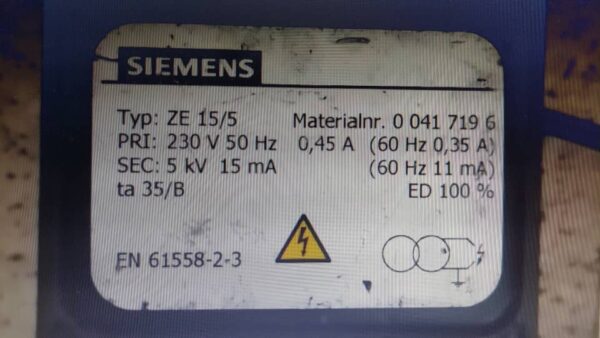 SIEMENS
Typ: ZE 15/5 Materialnr. 0 041 719 6
PRI: 230 V 50 Hz 0,45 A (60 Hz 0,35 A)
SEC: 5 kV 15 mA (60 Hz 11 mA)
ta 35/B ED 100 %
EN 61558-2-3